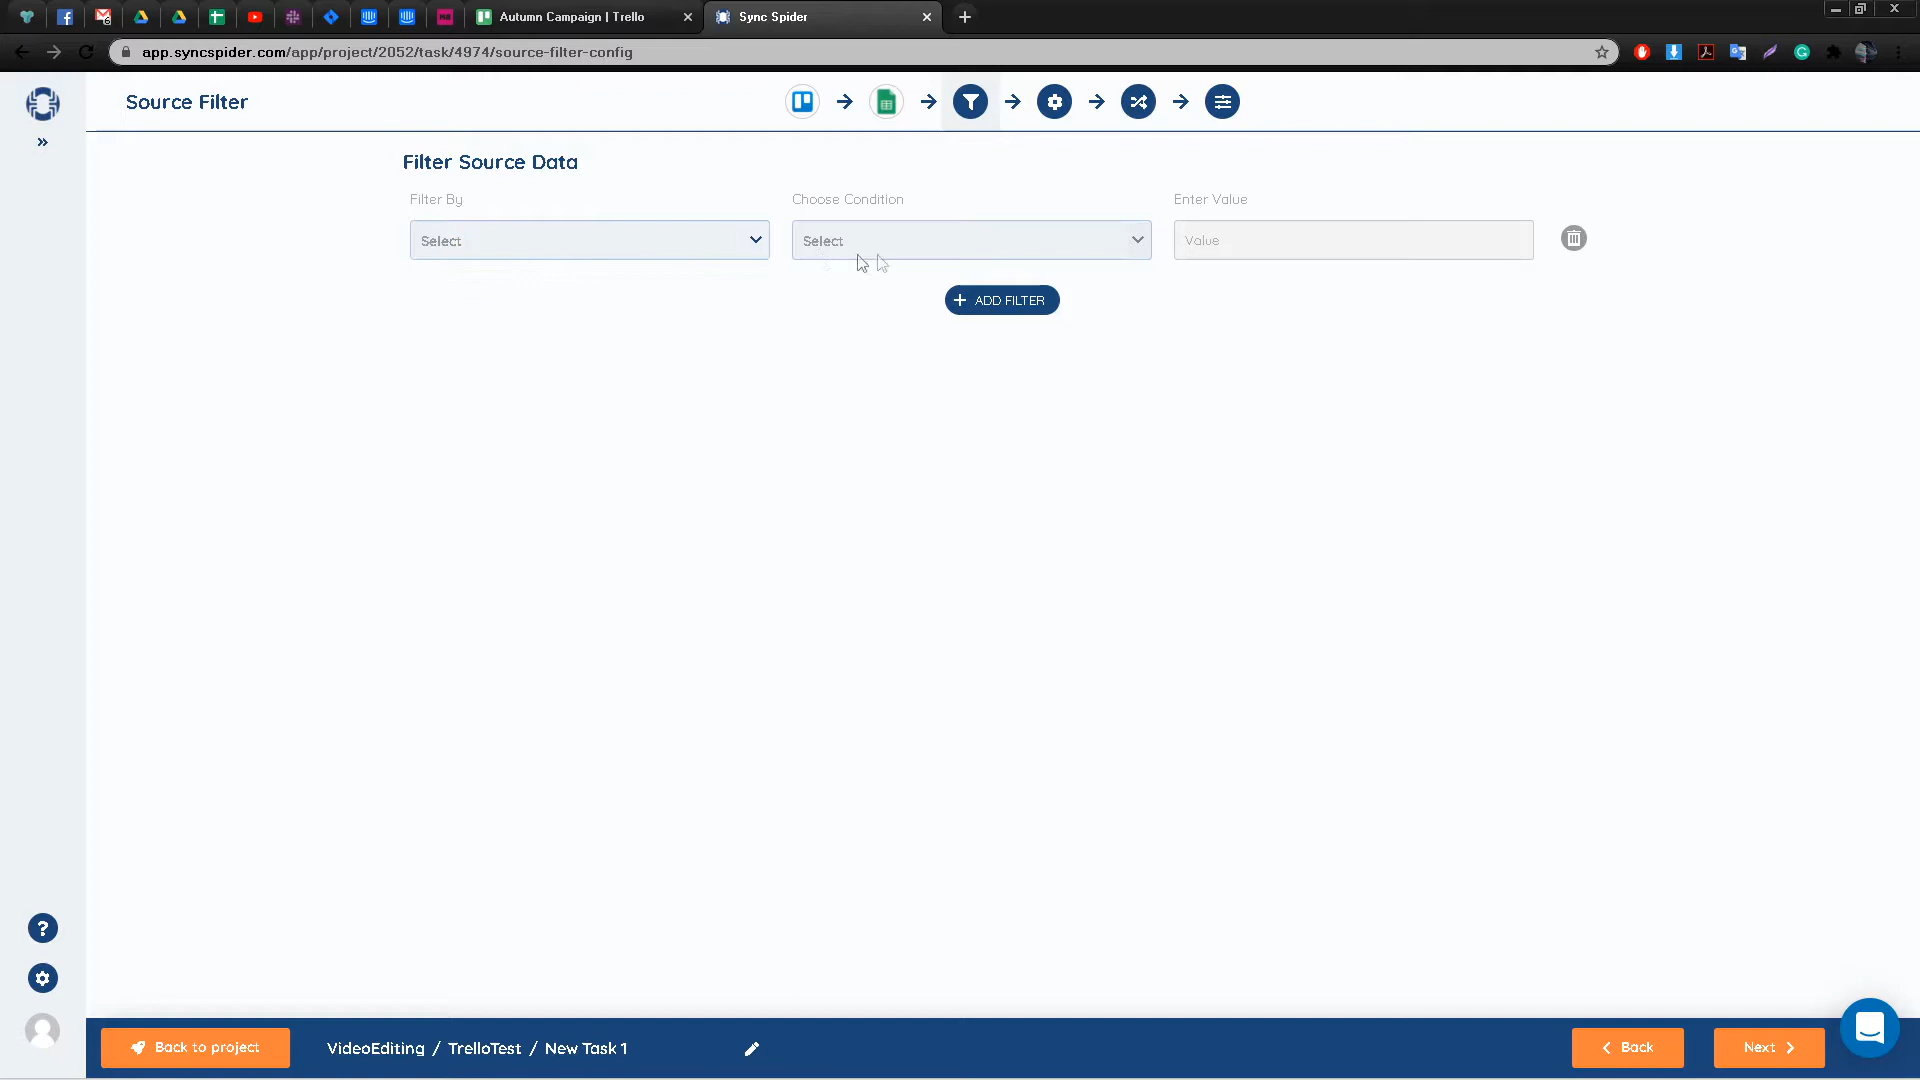 Autumn Campaign | Trello
Sync Spider
app.syncspider.com/app/project/2052/task/4974/source-filter-config
Source Filter
Filter Source Data
Filter By
Choose Condition
Enter Value
Select
Select
Value
+ ADD FILTER
?
Back to project
VideoEditing / TrelloTest / New Task 1
Back
Next